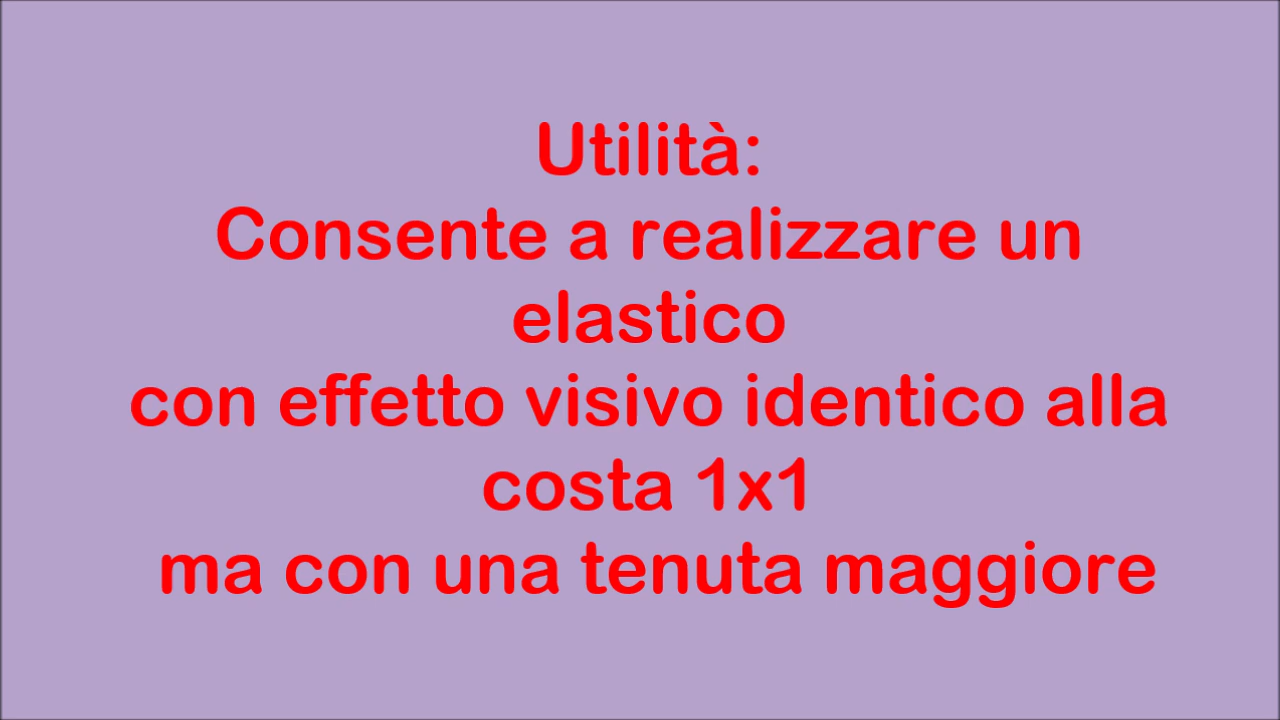 Utilità:
Consente a realizzare un
elastico
con effetto visivo identico alla
costa 1x1
ma con una tenuta maggiore